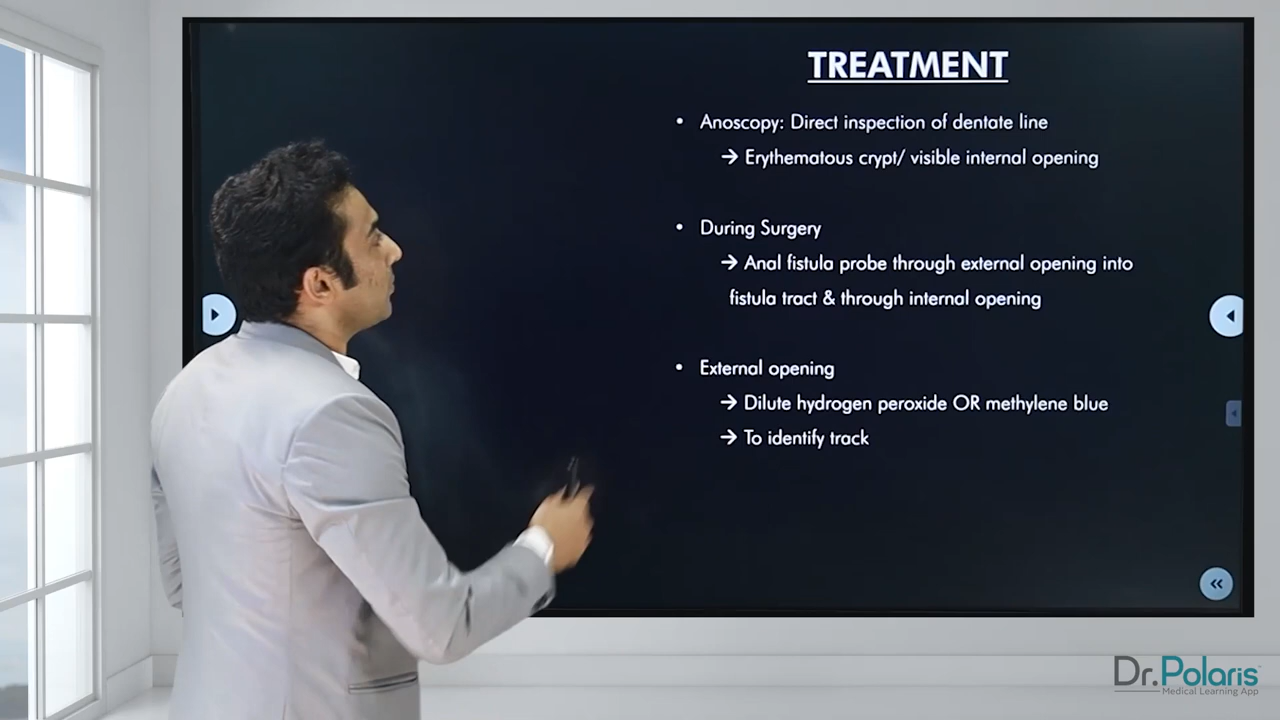 TREATMENT
• Anoscopy: Direct inspection of dentate line
→ Erythematous crypt/ visible internal opening
• During Surgery
→ Anal fistula probe through external opening into
fistula tract & through internal opening
• External opening
→ Dilute hydrogen peroxide OR methylene blue
→ To identify track
Dr.Polaris
Medical Learning App